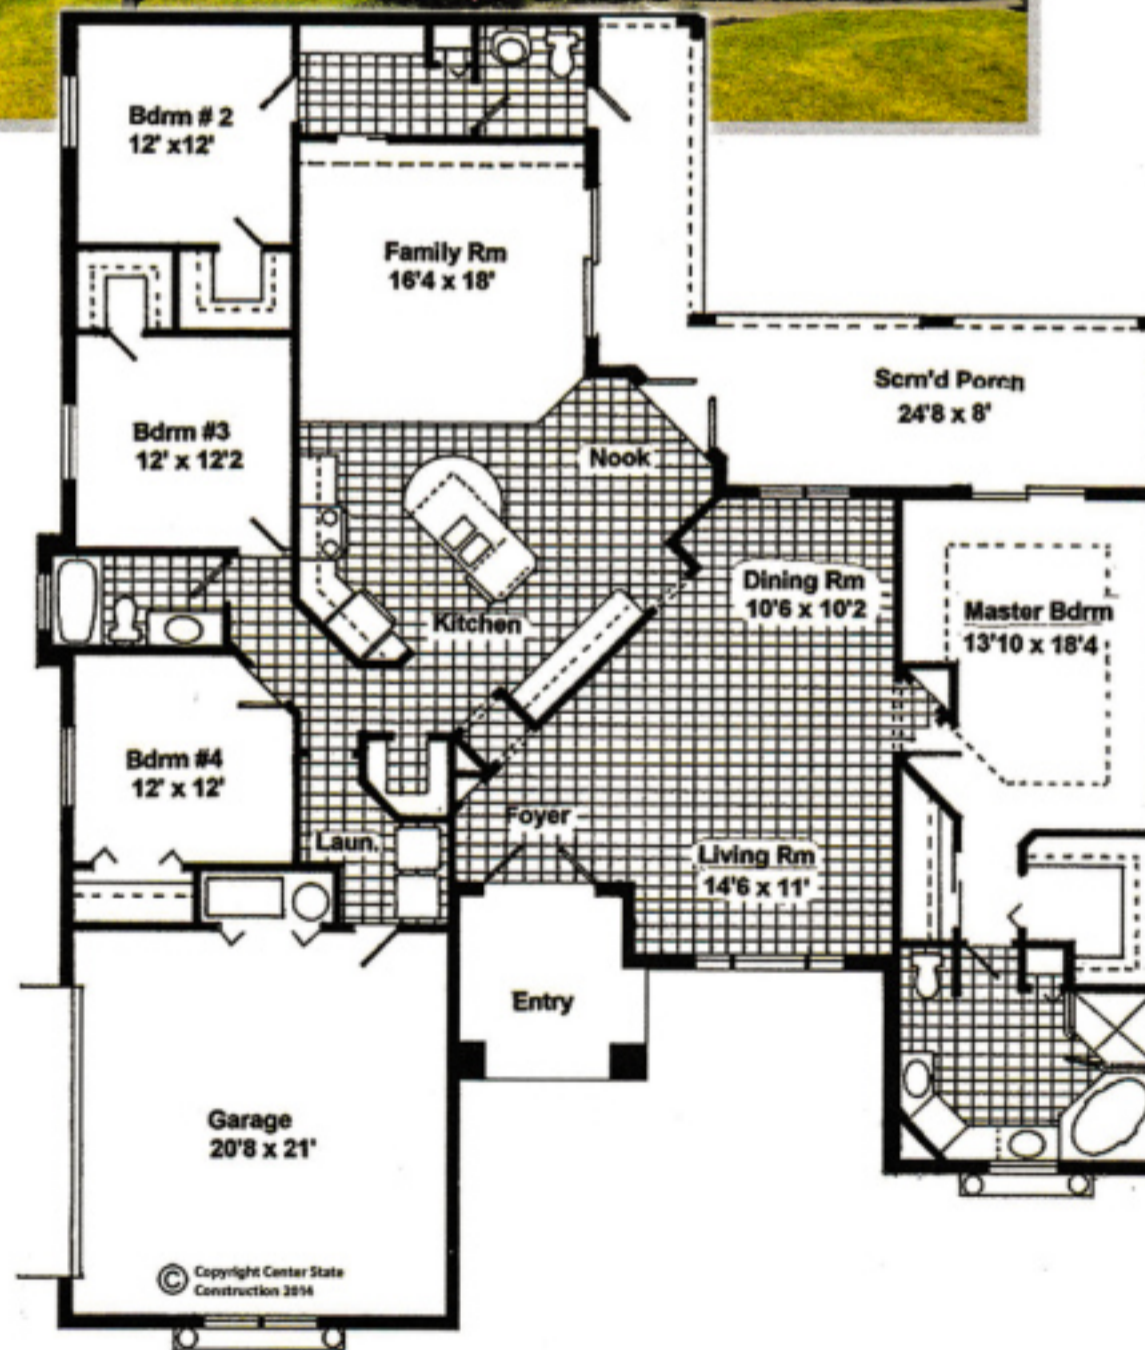 Bdrm # 2
12' x12'
Family Rm
16'4 x 18'
Scrn'd Porch
24'8 x 8'
Bdrm #3
12' x 12'2
Nook
Dining Rm
10'6 x 10'2
Master Bdrm
13'10 x 18'4
Kitchen
Bdrm #4
12' x 12'
Foyer
Laun.
Living Rm
14'6 x 11'
Entry
Garage
20'8 x 21'
© Copyright Center State
Construction 2014